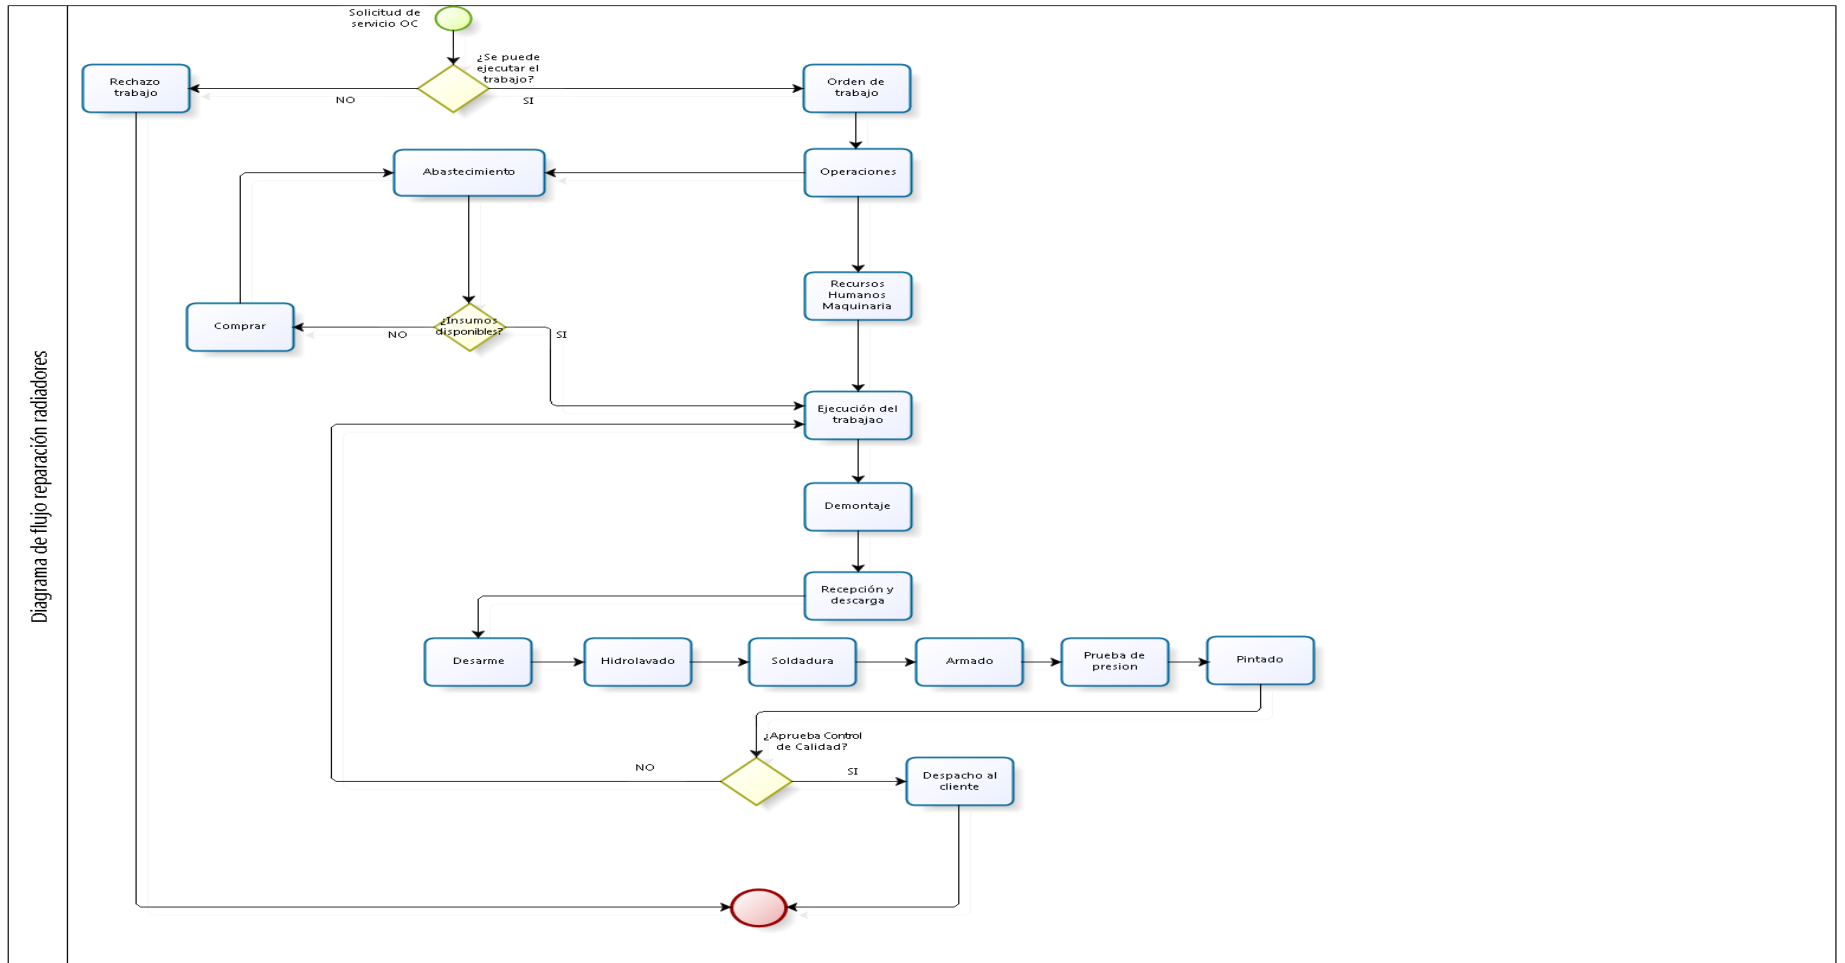 Diagrama de flujo reparación radiadores
Solicitud de
servicio OC
¿Se puede
ejecutar el
trabajo?
Rechazo
trabajo
NO
SI
Orden de
trabajo
Abastecimiento
Operaciones
Recursos
Humanos
Maquinaria
Comprar
NO
¿Insumos
disponibles?
SI
Ejecución del
trabajao
Demontaje
Recepción y
descarga
Desarme
Hidrolavado
Soldadura
Armado
Prueba de
presion
Pintado
¿Aprueba Control
de Calidad?
NO
SI
Despacho al
cliente